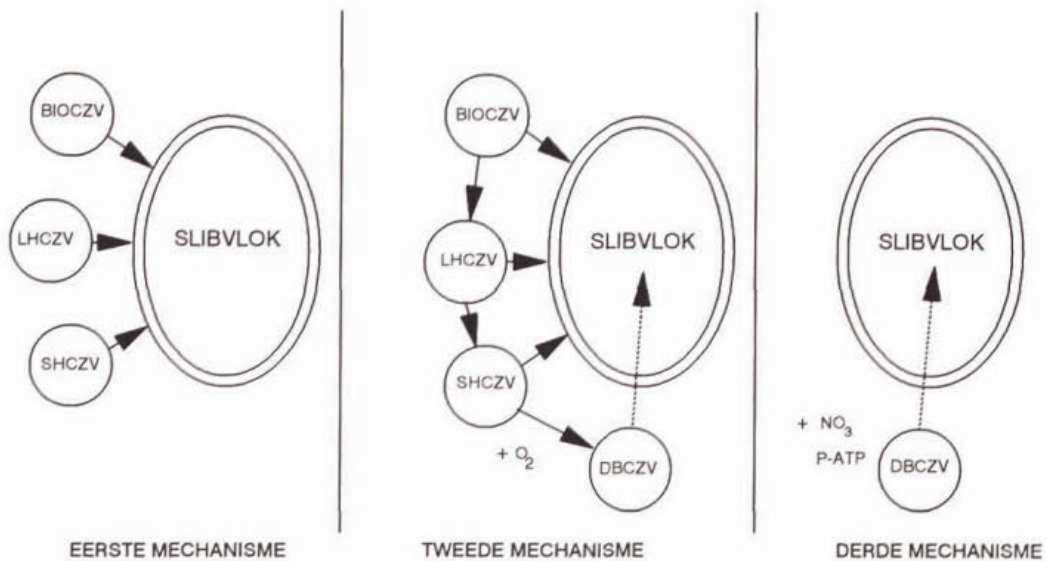 BIOCZV
LHCZV
SHCZV
SLIBVLOK
EERSTE MECHANISME
BIOCZV
LHCZV
SHCZV
SLIBVLOK
+ O2
DBCZV
TWEEDE MECHANISME
SLIBVLOK
+ NO3
P-ATP
DBCZV
DERDE MECHANISME